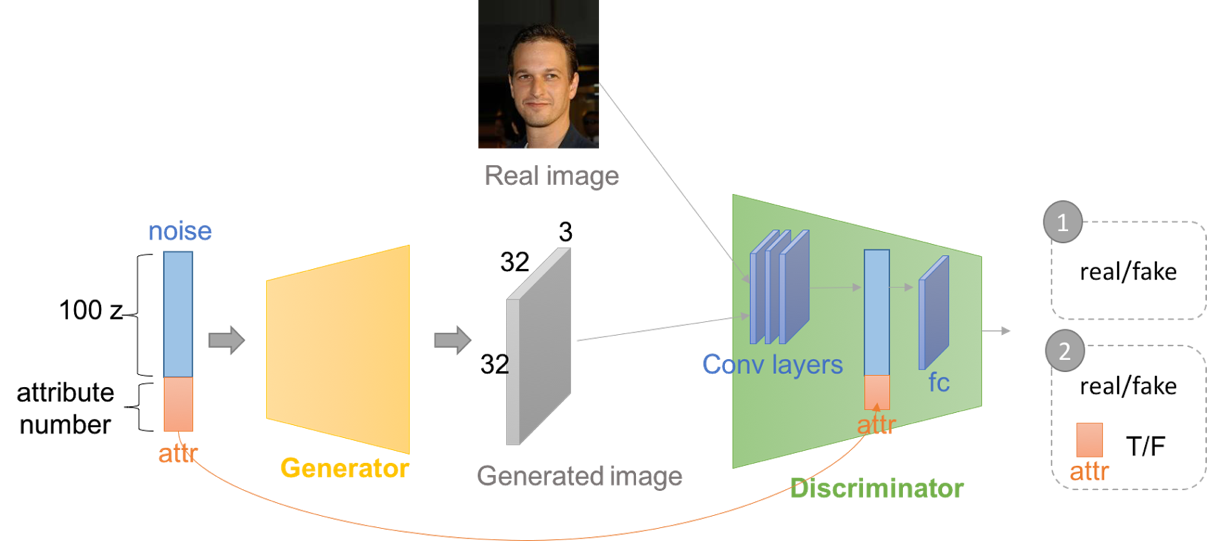 Real image
noise
100 z
attribute
number
attr
Generator
3
32
32
Generated image
Conv layers
attr
fc
Discriminator
1
real/fake
2
real/fake
T/F
attr